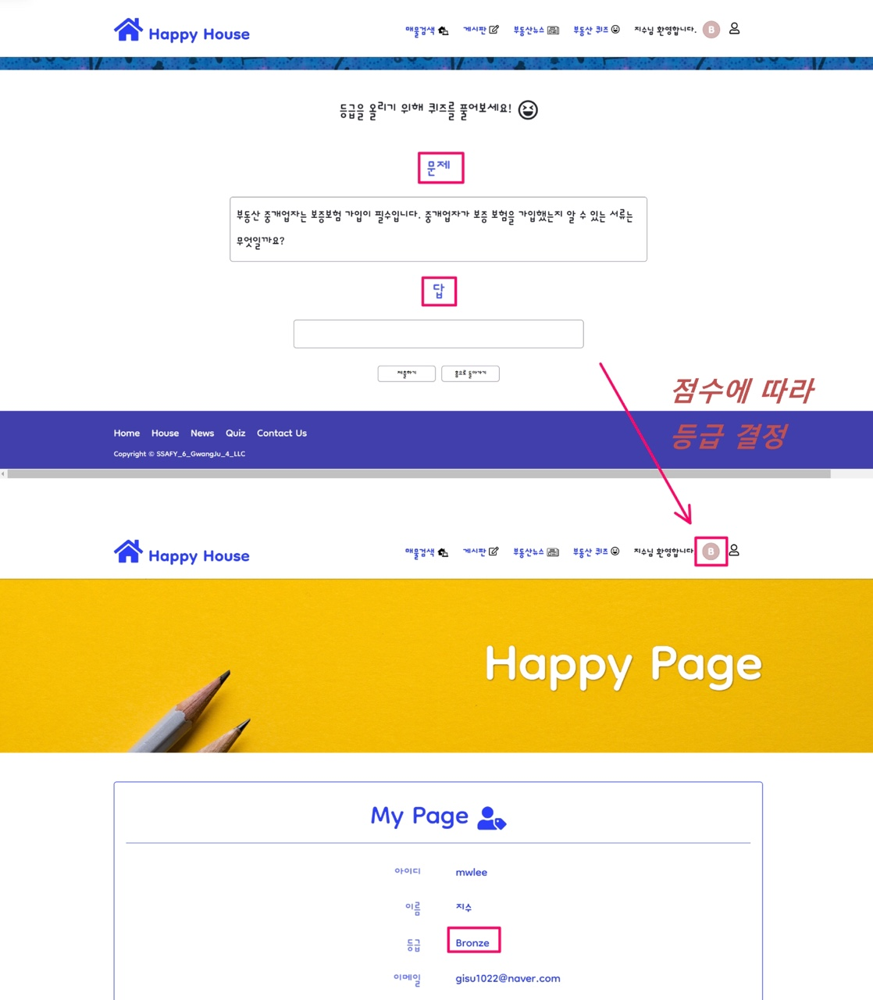 Happy House
매물검색 게시판 부동산뉴스 부동산 퀴즈 지수님 환영합니다. B
등급을 올리기 위해 퀴즈를 풀어보세요!
문제
부동산 중개업자는 보증보험 가입이 필수입니다. 중개업자가 보증 보험을 가입했는지 알 수 있는 서류는
무엇일까요?
답
제출하기 홈으로 돌아가기
점수에 따라
등급 결정
Home House News Quiz Contact Us
Copyright © SSAFY_6_GwangJu_4_LLC
Happy House
매물검색 게시판 부동산뉴스 부동산 퀴즈 지수님 환영합니다 B
Happy Page
My Page
아이디 mwlee
이름 지수
등급 Bronze
이메일 gisu1022@naver.com